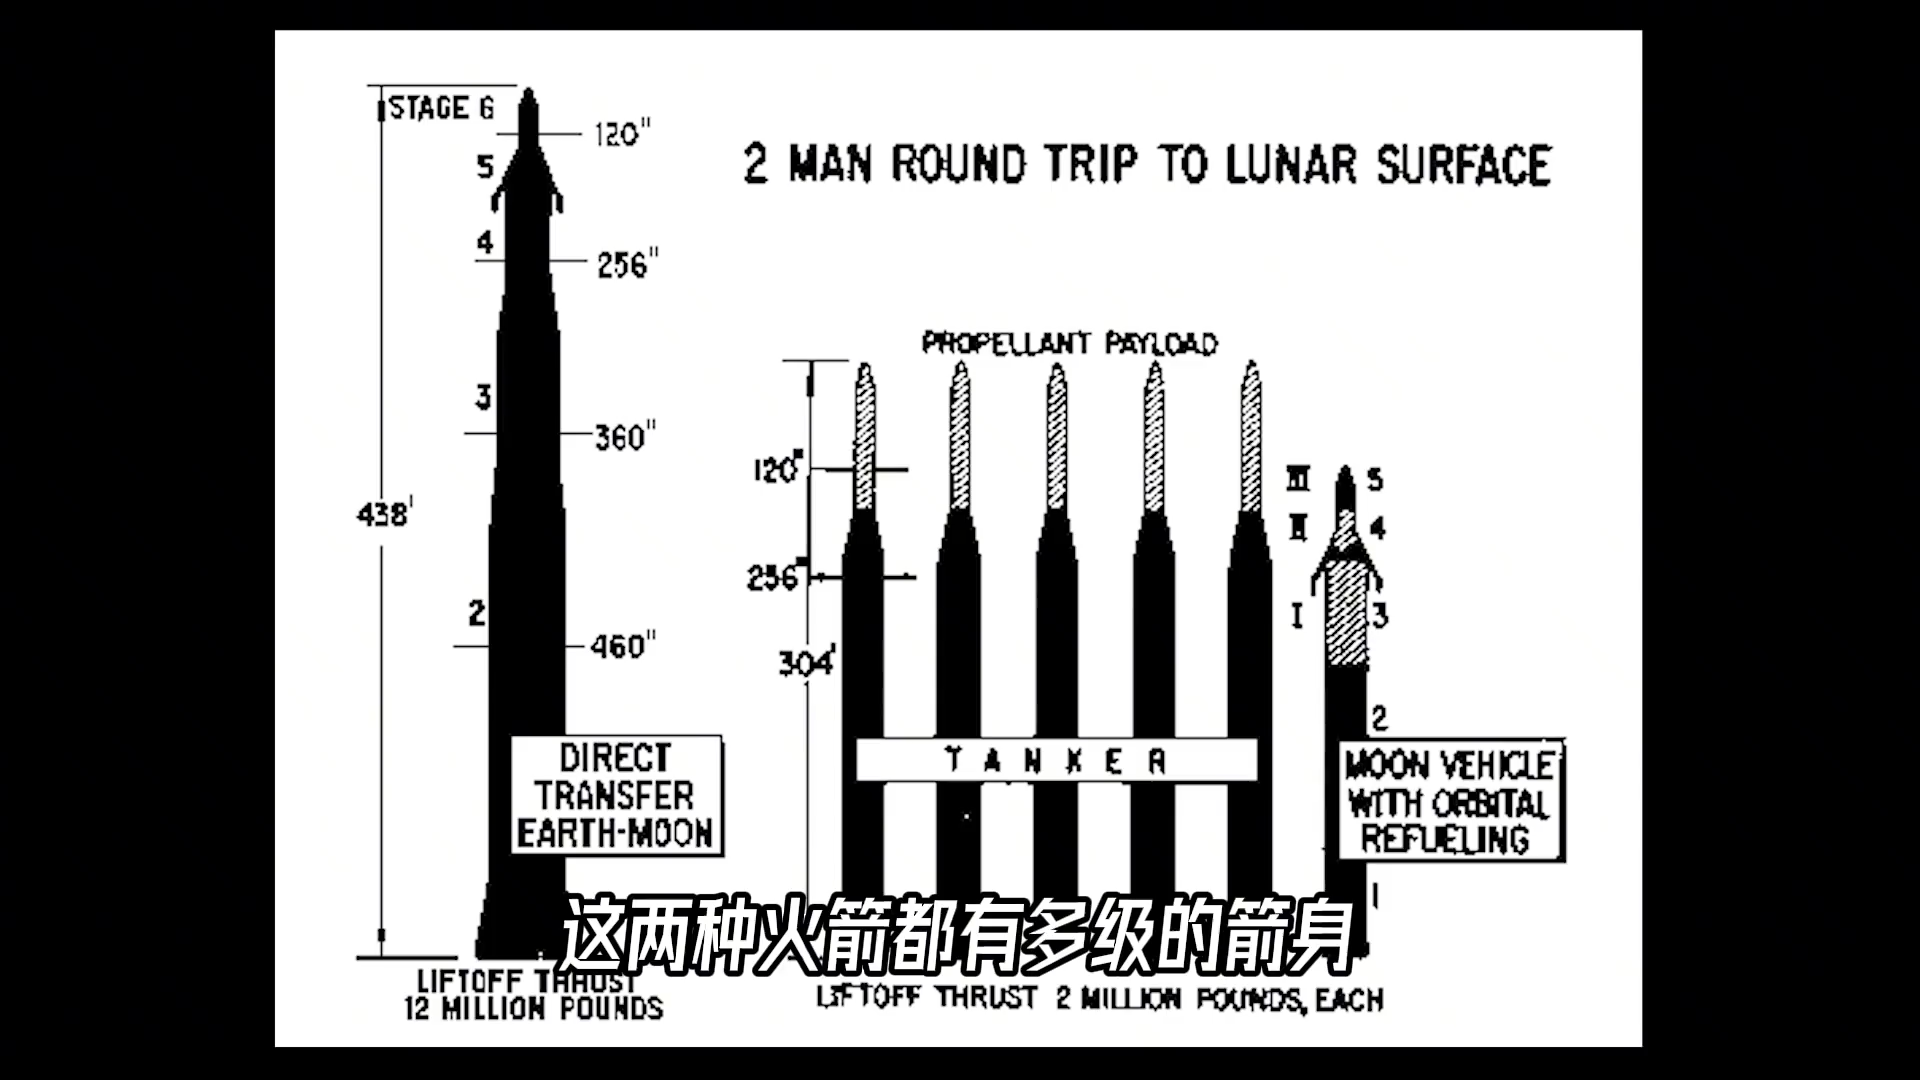 STAGE 6
120"
5
4
256"
3
360"
438'
2
460"
DIRECT
TRANSFER
EARTH-MOON
LIFTOFF THRUST
12 MILLION POUNDS
2 MAN ROUND TRIP TO LUNAR SURFACE
PROPELLANT PAYLOAD
120"
256"
304'
TANKER
III 5
II 4
I 3
2
MOON VEHICLE
WITH ORBITAL
REFUELING
1
LIFTOFF THRUST 2 MILLION POUNDS, EACH
这两种火箭都有多级的箭身